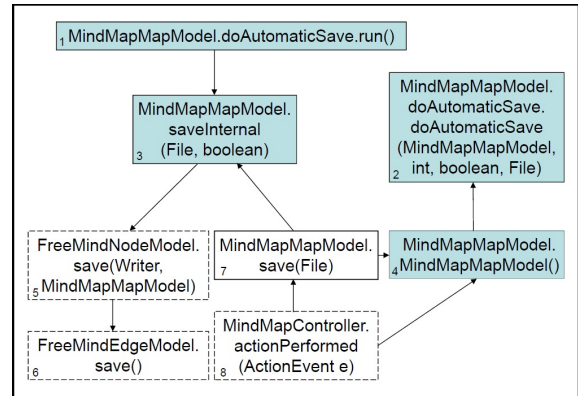 1 MindMapMapModel.doAutomaticSave.run()
MindMapMapModel.
saveInternal
(File, boolean)
3
MindMapMapModel.
doAutomaticSave.
doAutomaticSave
(MindMapMapModel,
int, boolean, File)
2
FreeMindNodeModel.
save(Writer,
MindMapMapModel)
5
MindMapMapModel.
save(File)
7
MindMapMapModel.
MindMapMapModel()
4
FreeMindEdgeModel.
save()
6
MindMapController.
actionPerformed
(ActionEvent e)
8